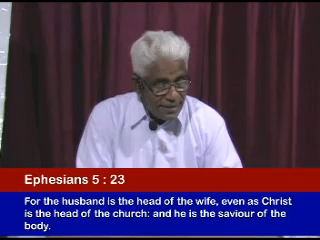 Ephesians 5 : 23
For the husband is the head of the wife, even as Christ
is the head of the church: and he is the saviour of the
body.